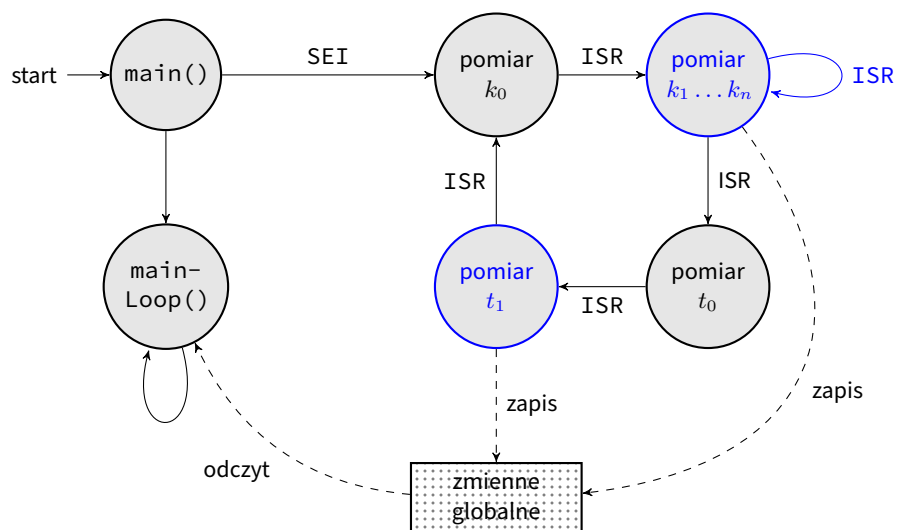 start
main()
SEI
pomiar
k₀
ISR
pomiar
k₁ … kₙ
ISR
ISR
ISR
main-
Loop()
pomiar
t₁
ISR
pomiar
t₀
zapis
zapis
odczyt
zmienne
globalne